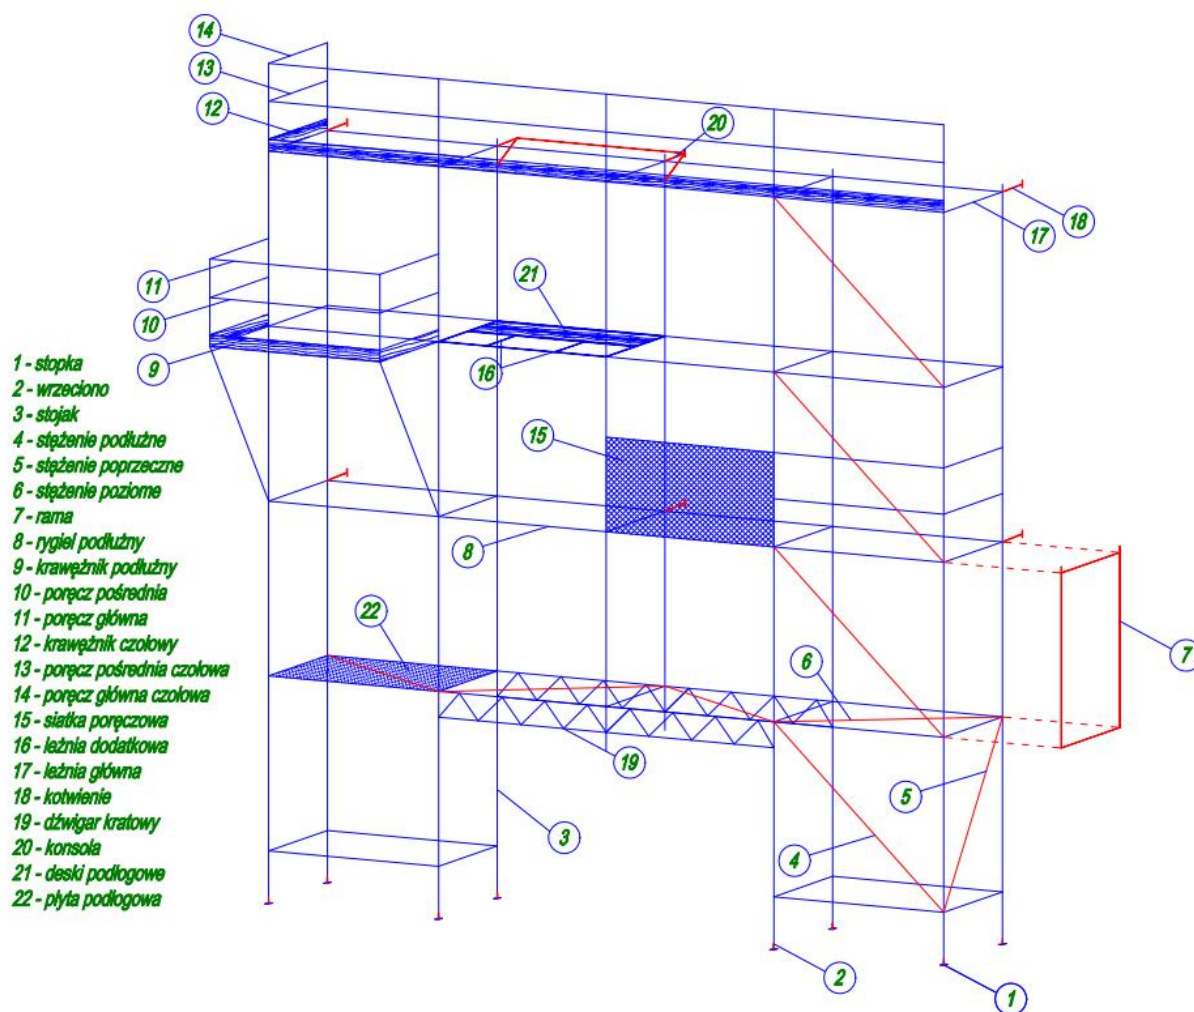 14
13
12
20
18
17
11
21
10
9
16
1 - stopka
2 - wrzeciono
3 - stojak
4 - stężenie podłużne
5 - stężenie poprzeczne
6 - stężenie poziome
7 - rama
8 - rygiel podłużny
9 - krawężnik podłużny
10 - poręcz pośrednia
11 - poręcz główna
12 - krawężnik czołowy
13 - poręcz pośrednia czołowa
14 - poręcz główna czołowa
15 - siatka poręczowa
16 - leżnia dodatkowa
17 - leżnia główna
18 - kotwienie
19 - dźwigar kratowy
20 - konsola
21 - deski podłogowe
22 - płyta podłogowa
15
8
22
6
7
19
5
3
4
2
1